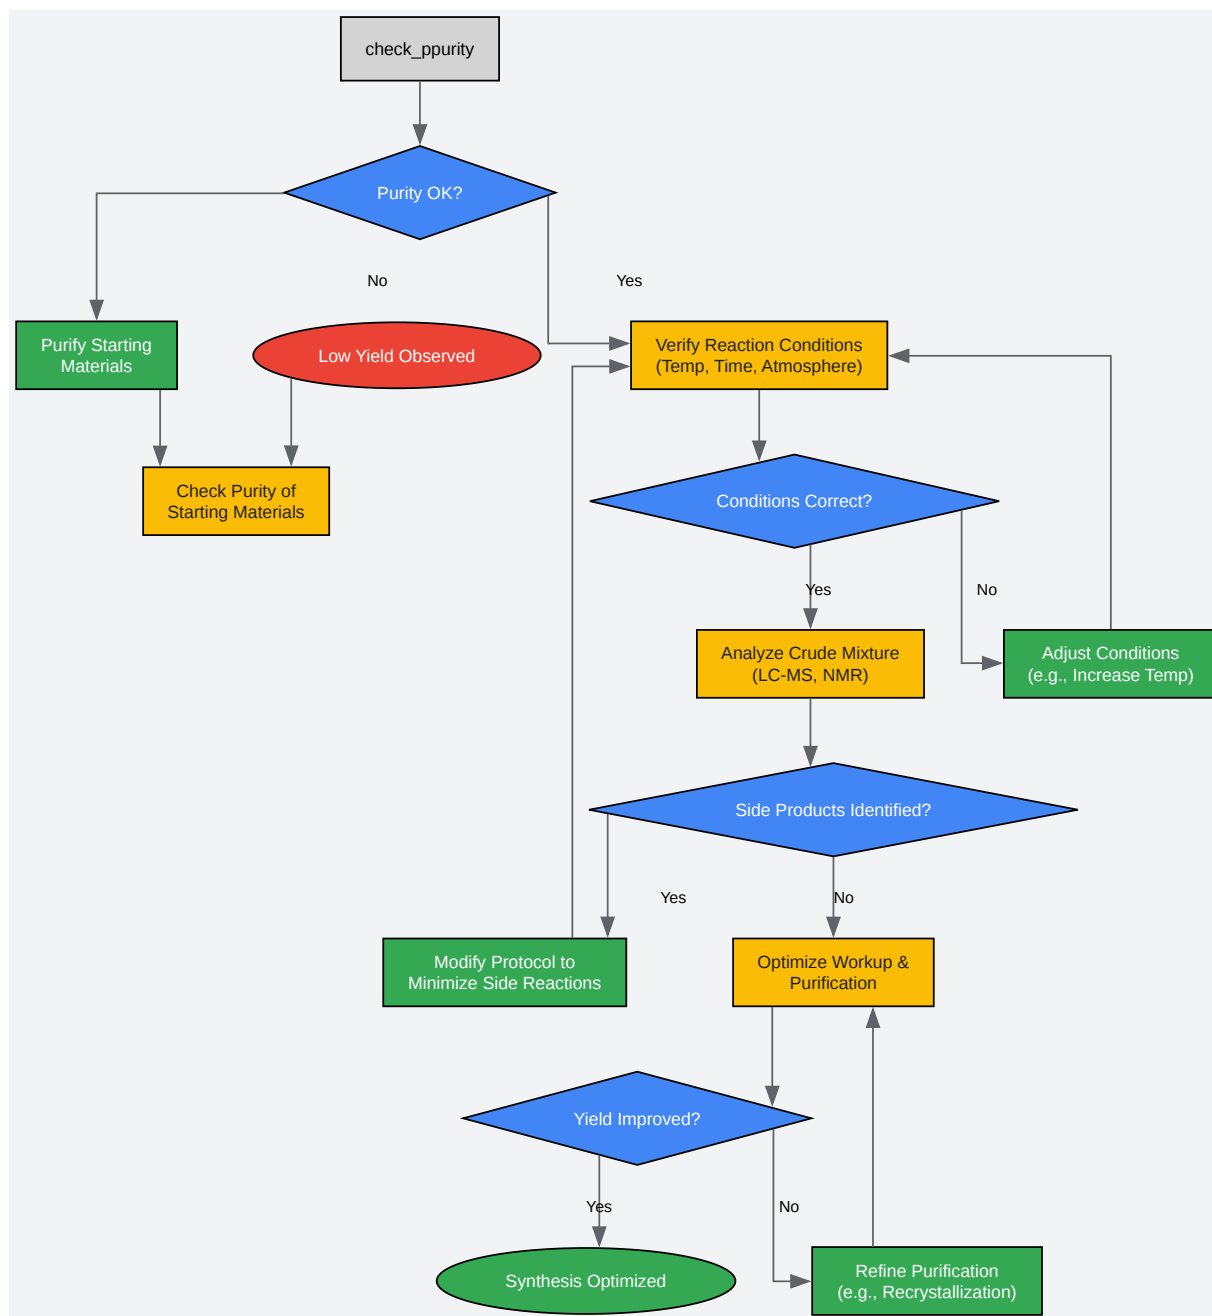 check_ppurity
Purity OK?
No
Yes
Purify Starting
Materials
Low Yield Observed
Verify Reaction Conditions
(Temp, Time, Atmosphere)
Check Purity of
Starting Materials
Conditions Correct?
Yes
No
Analyze Crude Mixture
(LC-MS, NMR)
Adjust Conditions
(e.g., Increase Temp)
Side Products Identified?
Yes
No
Modify Protocol to
Minimize Side Reactions
Optimize Workup &
Purification
Yield Improved?
Yes
No
Synthesis Optimized
Refine Purification
(e.g., Recrystallization)